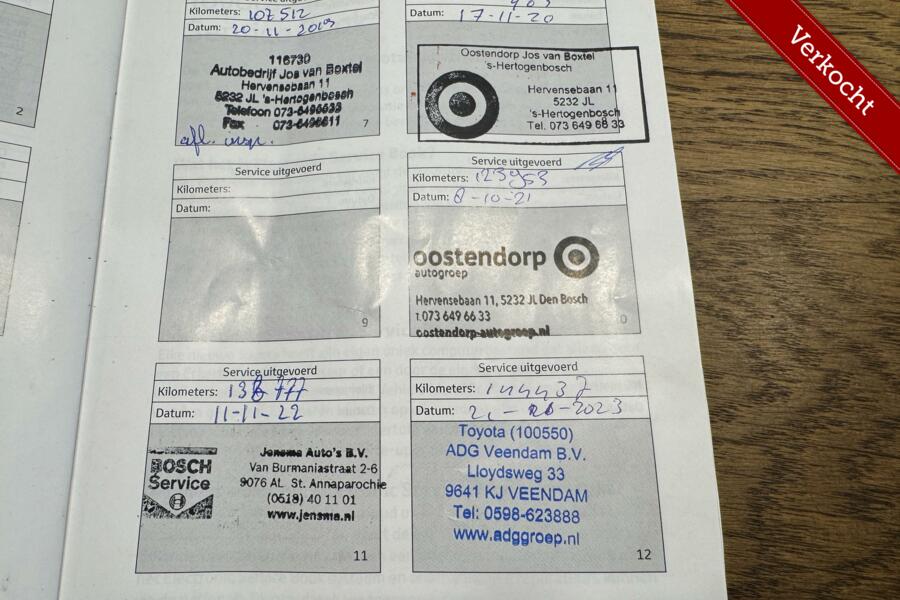 2
Kilometers: 107512
Datum: 20-11-2019
116730
Autobedrijf Jos van Boxtel
Hervensebaan 11
5232 JL 's-Hertogenbosch
Telefoon 073-6496633
Fax 073-6496611
7
Datum: 17-11-20
Oostendorp Jos van Boxtel
's-Hertogenbosch
Hervensebaan 11
5232 JL
's-Hertogenbosch
Tel. 073 649 66 33
Service uitgevoerd
Kilometers:
Datum:
9
Service uitgevoerd
Kilometers: 123953
Datum: 8-10-21
oostendorp
autogroep
Hervensebaan 11, 5232 JL Den Bosch
T. 073 649 66 33
oostendorp-autogroep.nl
Service uitgevoerd
Kilometers: 138777
Datum: 11-11-22
BOSCH
Service
Jensma Auto's B.V.
Van Burmaniastraat 2-6
9076 AL St. Annaparochie
(0518) 40 11 01
www.jensma.nl
11
Service uitgevoerd
Kilometers: 144437
Datum: 2023
Toyota (100550)
ADG Veendam B.V.
Lloydsweg 33
9641 KJ VEENDAM
Tel: 0598-623888
www.adggroep.nl
12
Verkocht